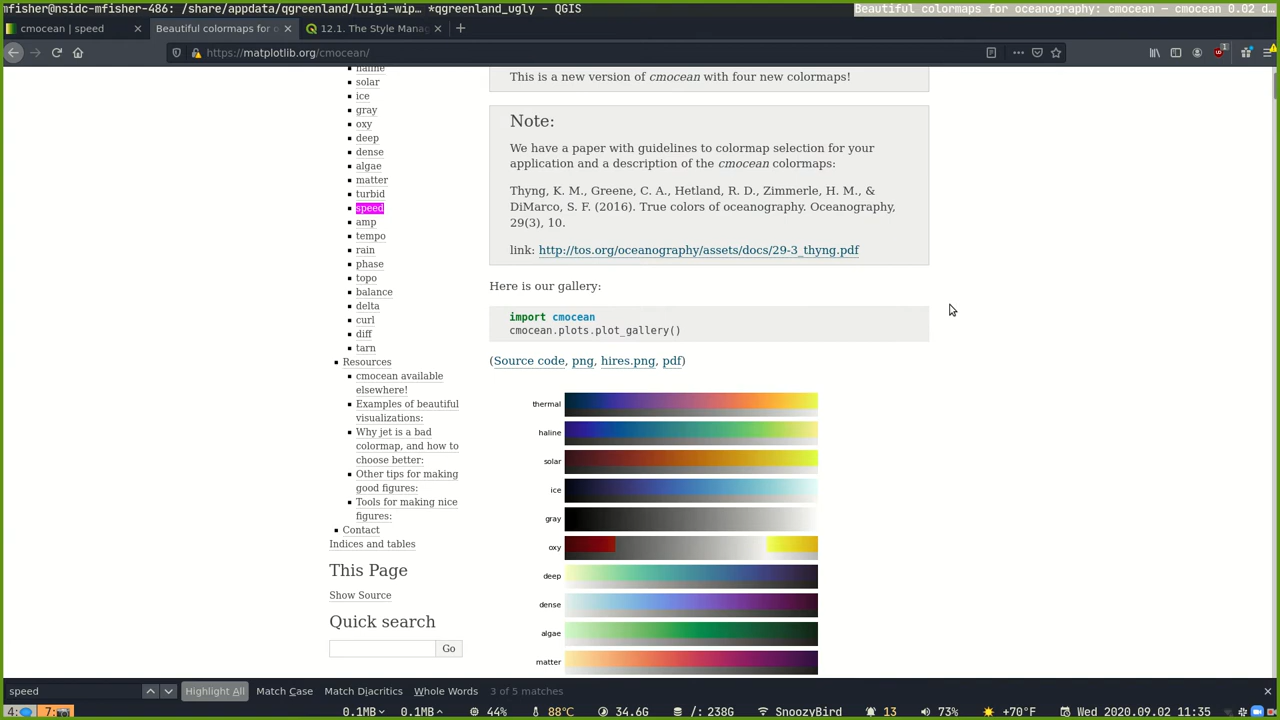 mfisher@nsidc-mfisher-486: /share/appdata/qgreenland/luigi-wip… *qgreenland_ugly — QGIS
Beautiful colormaps for oceanography: cmocean — cmocean 0.02 d…
cmocean | speed
Beautiful colormaps for o
12.1. The Style Mana
https://matplotlib.org/cmocean/
haline
solar
ice
gray
oxy
deep
dense
algae
matter
turbid
speed
amp
tempo
rain
phase
topo
balance
delta
curl
diff
tarn
Resources
cmocean available
elsewhere!
Examples of beautiful
visualizations:
Why jet is a bad
colormap, and how to
choose better:
Other tips for making
good figures:
Tools for making nice
figures:
Contact
Indices and tables
This Page
Show Source
Quick search
Go
This is a new version of cmocean with four new colormaps!
Note:
We have a paper with guidelines to colormap selection for your
application and a description of the cmocean colormaps:
Thyng, K. M., Greene, C. A., Hetland, R. D., Zimmerle, H. M., &
DiMarco, S. F. (2016). True colors of oceanography. Oceanography,
29(3), 10.
link: http://tos.org/oceanography/assets/docs/29-3_thyng.pdf
Here is our gallery:
import cmocean
cmocean.plots.plot_gallery()
(Source code, png, hires.png, pdf)
thermal
haline
solar
ice
gray
oxy
deep
dense
algae
matter
speed
Highlight All
Match Case
Match Diacritics
Whole Words
3 of 5 matches
4: 7: 0.1MB 0.1MB 44% 88°C 34.6G /: 238G SnoozyBird 13 73% +70°F Wed 2020.09.02 11:35